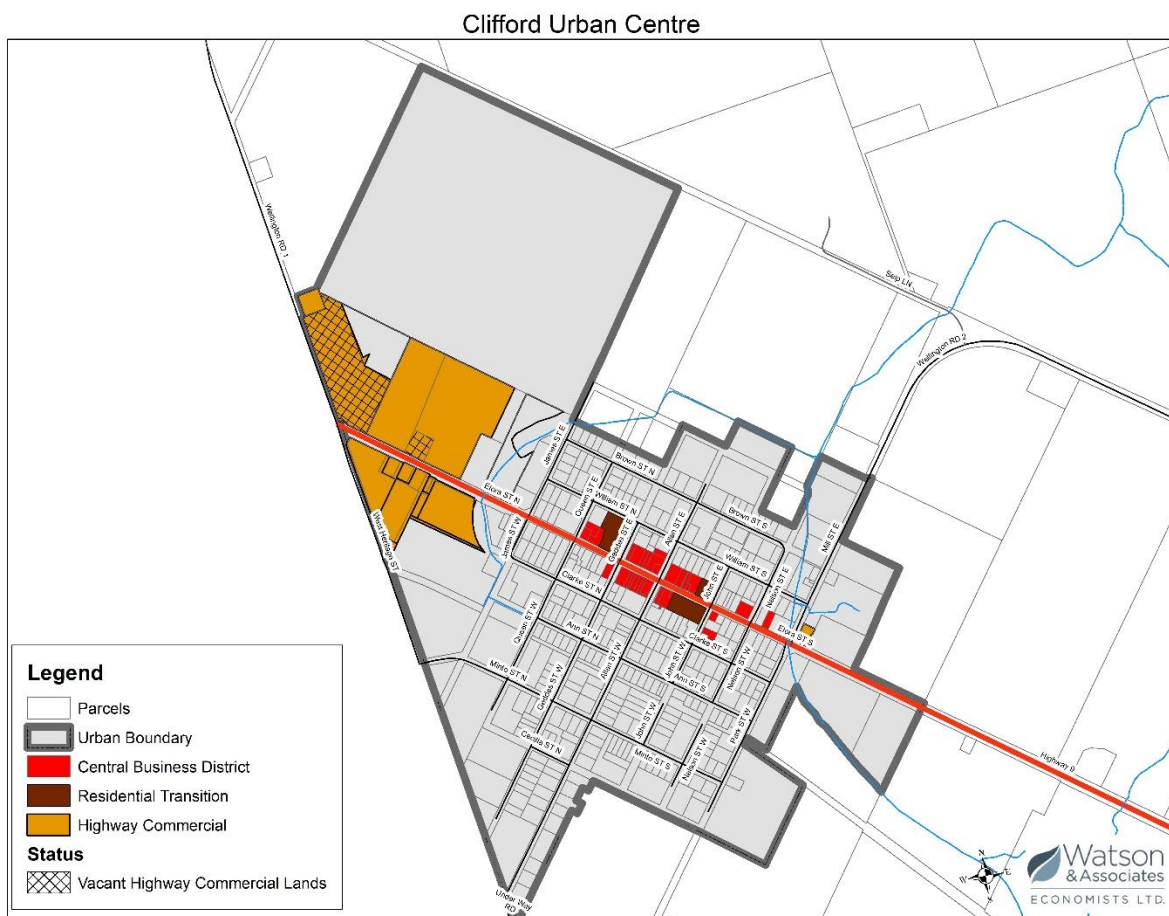 Clifford Urban Centre
Wellington RD 1
Seip LN
Wellington RD 2
James ST E
Brown ST N
Queen ST E
Elora ST N
William ST N
Geddes ST E
Allan ST E
Brown ST S
Mill ST E
James ST W
West Heritage ST
William ST S
John ST E
Nelson ST E
Clarke ST N
Elora ST S
Queen ST W
Ann ST N
Clarke ST S
Minto ST N
Geddes ST W
Allan ST W
John ST W
Nelson ST W
Ann ST S
John ST W
Park ST W
Cecilia ST N
Minto ST S
Nelson ST W
Highway 9
Under Way
RD
Legend
Parcels
Urban Boundary
Central Business District
Residential Transition
Highway Commercial
Status
Vacant Highway Commercial Lands
N
W
E
S
Watson
& Associates
ECONOMISTS LTD.